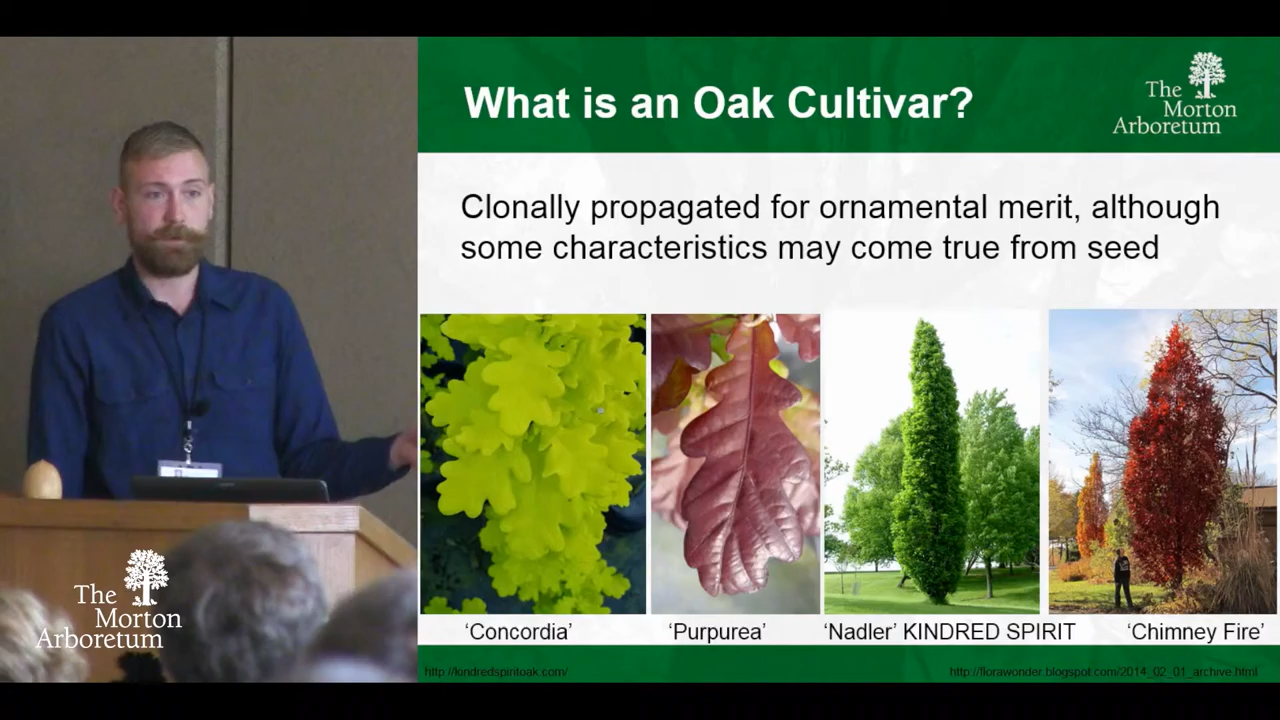 What is an Oak Cultivar?
The
Morton
Arboretum
Clonally propagated for ornamental merit, although
some characteristics may come true from seed
‘Concordia’
‘Purpurea’
‘Nadler’ KINDRED SPIRIT
‘Chimney Fire’
http://kindredspiritoak.com/
http://florawonder.blogspot.com/2014_02_01_archive.html
The
Morton
Arboretum